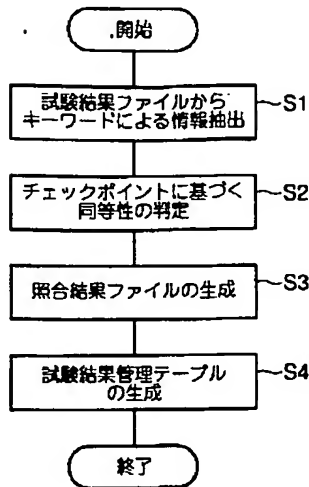 開始
試験結果ファイルから
キーワードによる情報抽出
S1
チェックポイントに基づく
同等性の判定
S2
照合結果ファイルの生成
S3
試験結果管理テーブル
の生成
S4
終了